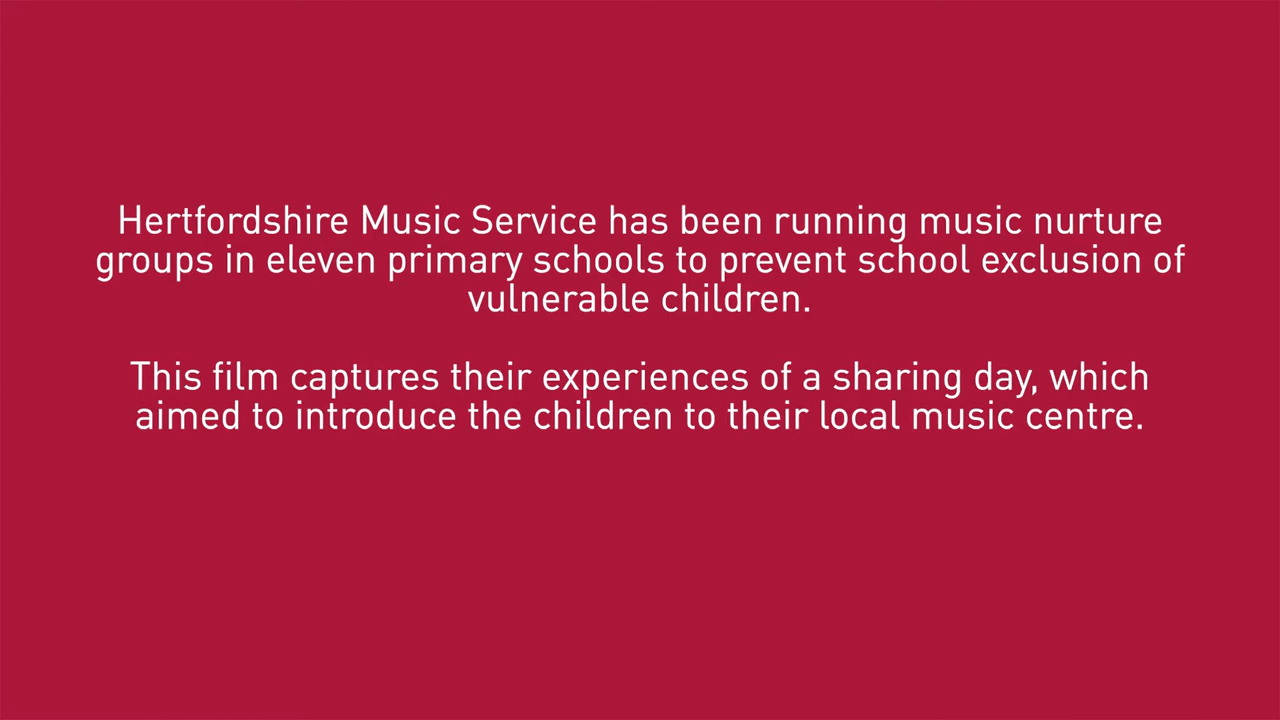 Hertfordshire Music Service has been running music nurture
groups in eleven primary schools to prevent school exclusion of
vulnerable children.
This film captures their experiences of a sharing day, which
aimed to introduce the children to their local music centre.